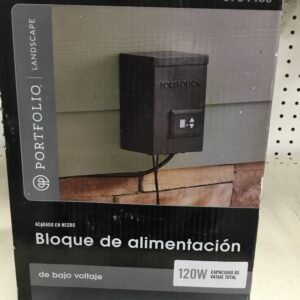 PORTFOLIO
LANDSCAPE
PORTFOLIO
ACABADO EN NEGRO
Bloque de alimentación
de bajo voltaje
120W
CAPACIDAD DE
VATAJE TOTAL